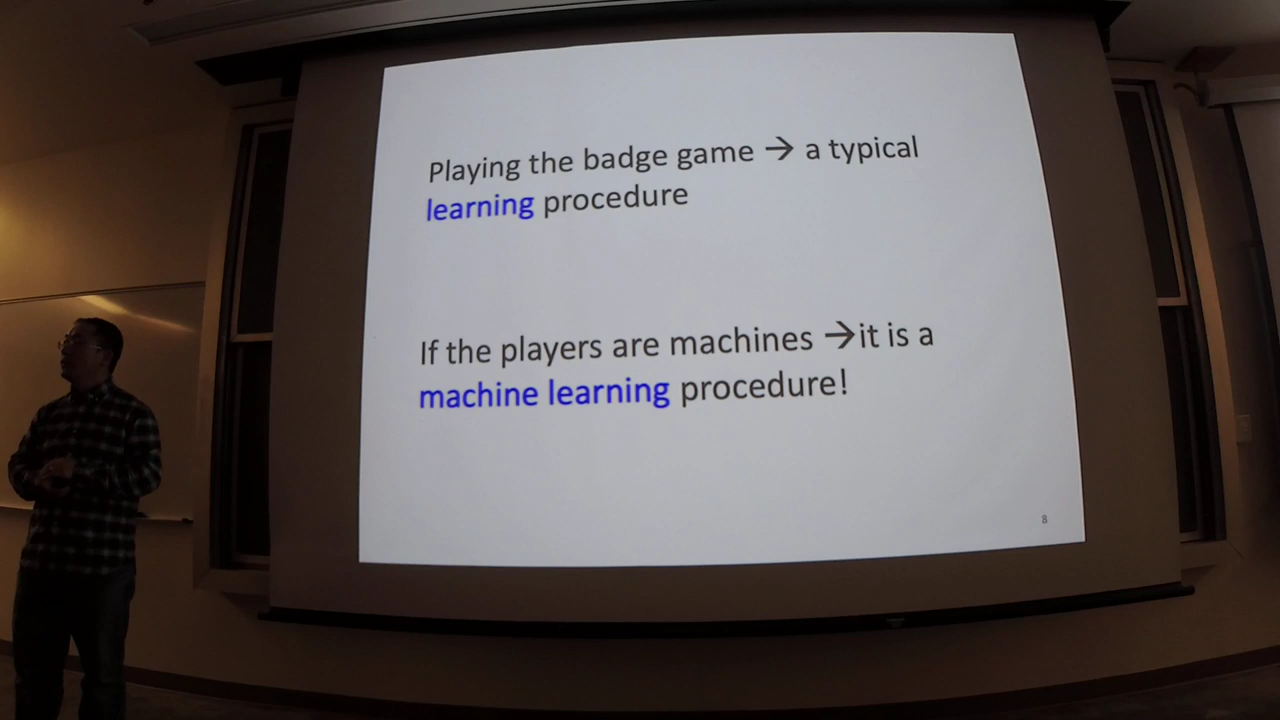 Playing the badge game → a typical
learning procedure
If the players are machines →it is a
machine learning procedure!
8